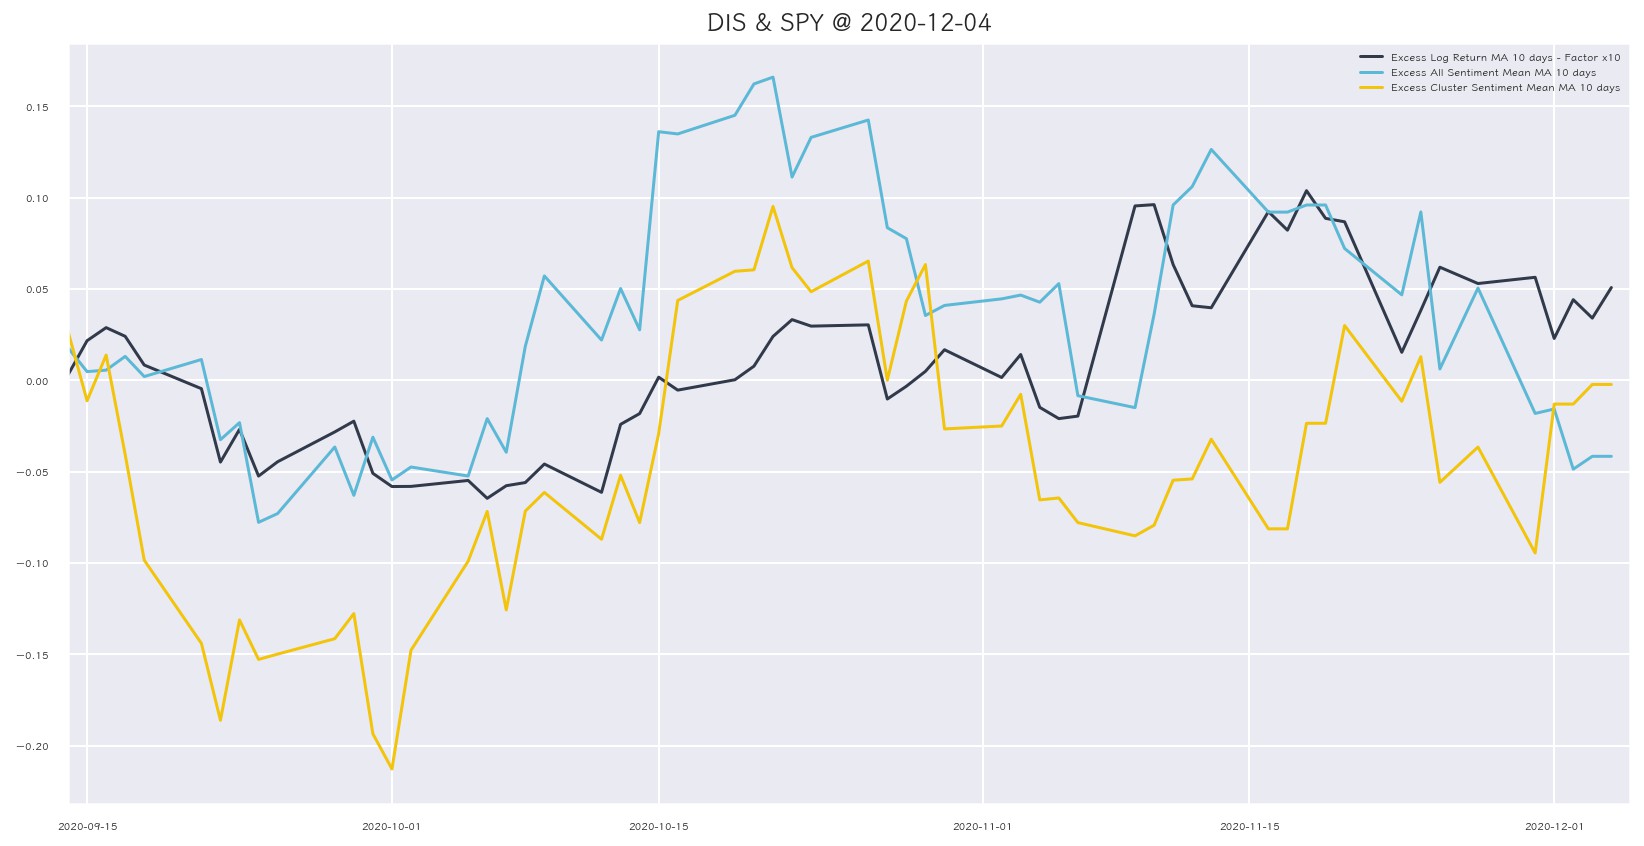 DIS & SPY @ 2020-12-04
Excess Log Return MA 10 days - Factor x10
Excess All Sentiment Mean MA 10 days
Excess Cluster Sentiment Mean MA 10 days
0.15
0.10
0.05
0.00
−0.05
−0.10
−0.15
−0.20
2020-09-15 2020-10-01 2020-10-15 2020-11-01 2020-11-15 2020-12-01